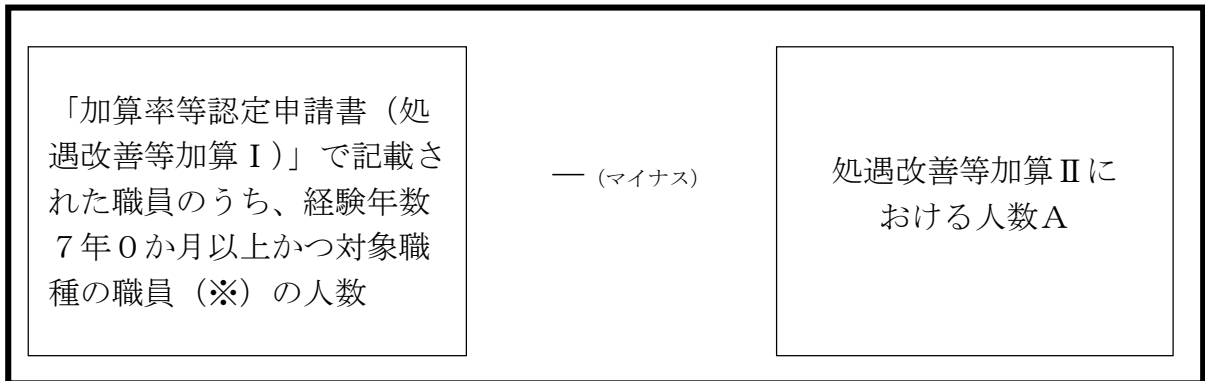 「加算率等認定申請書（処
遇改善等加算Ⅰ）」で記載さ
れた職員のうち、経験年数
７年０か月以上かつ対象職
種の職員（※）の人数
―（マイナス）
処遇改善等加算Ⅱに
おける人数Ａ